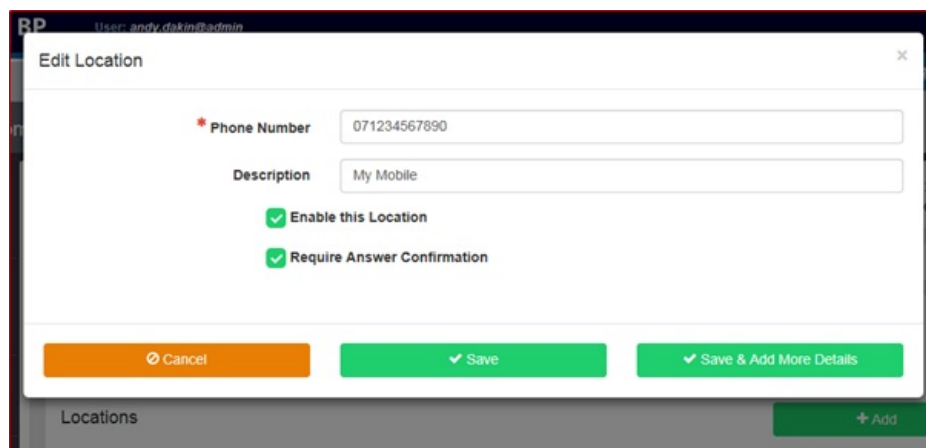 BP User: andy.dakin@admin
Edit Location ×
* Phone Number 071234567890
Description My Mobile
Enable this Location
Require Answer Confirmation
Cancel Save Save & Add More Details
Locations + Add